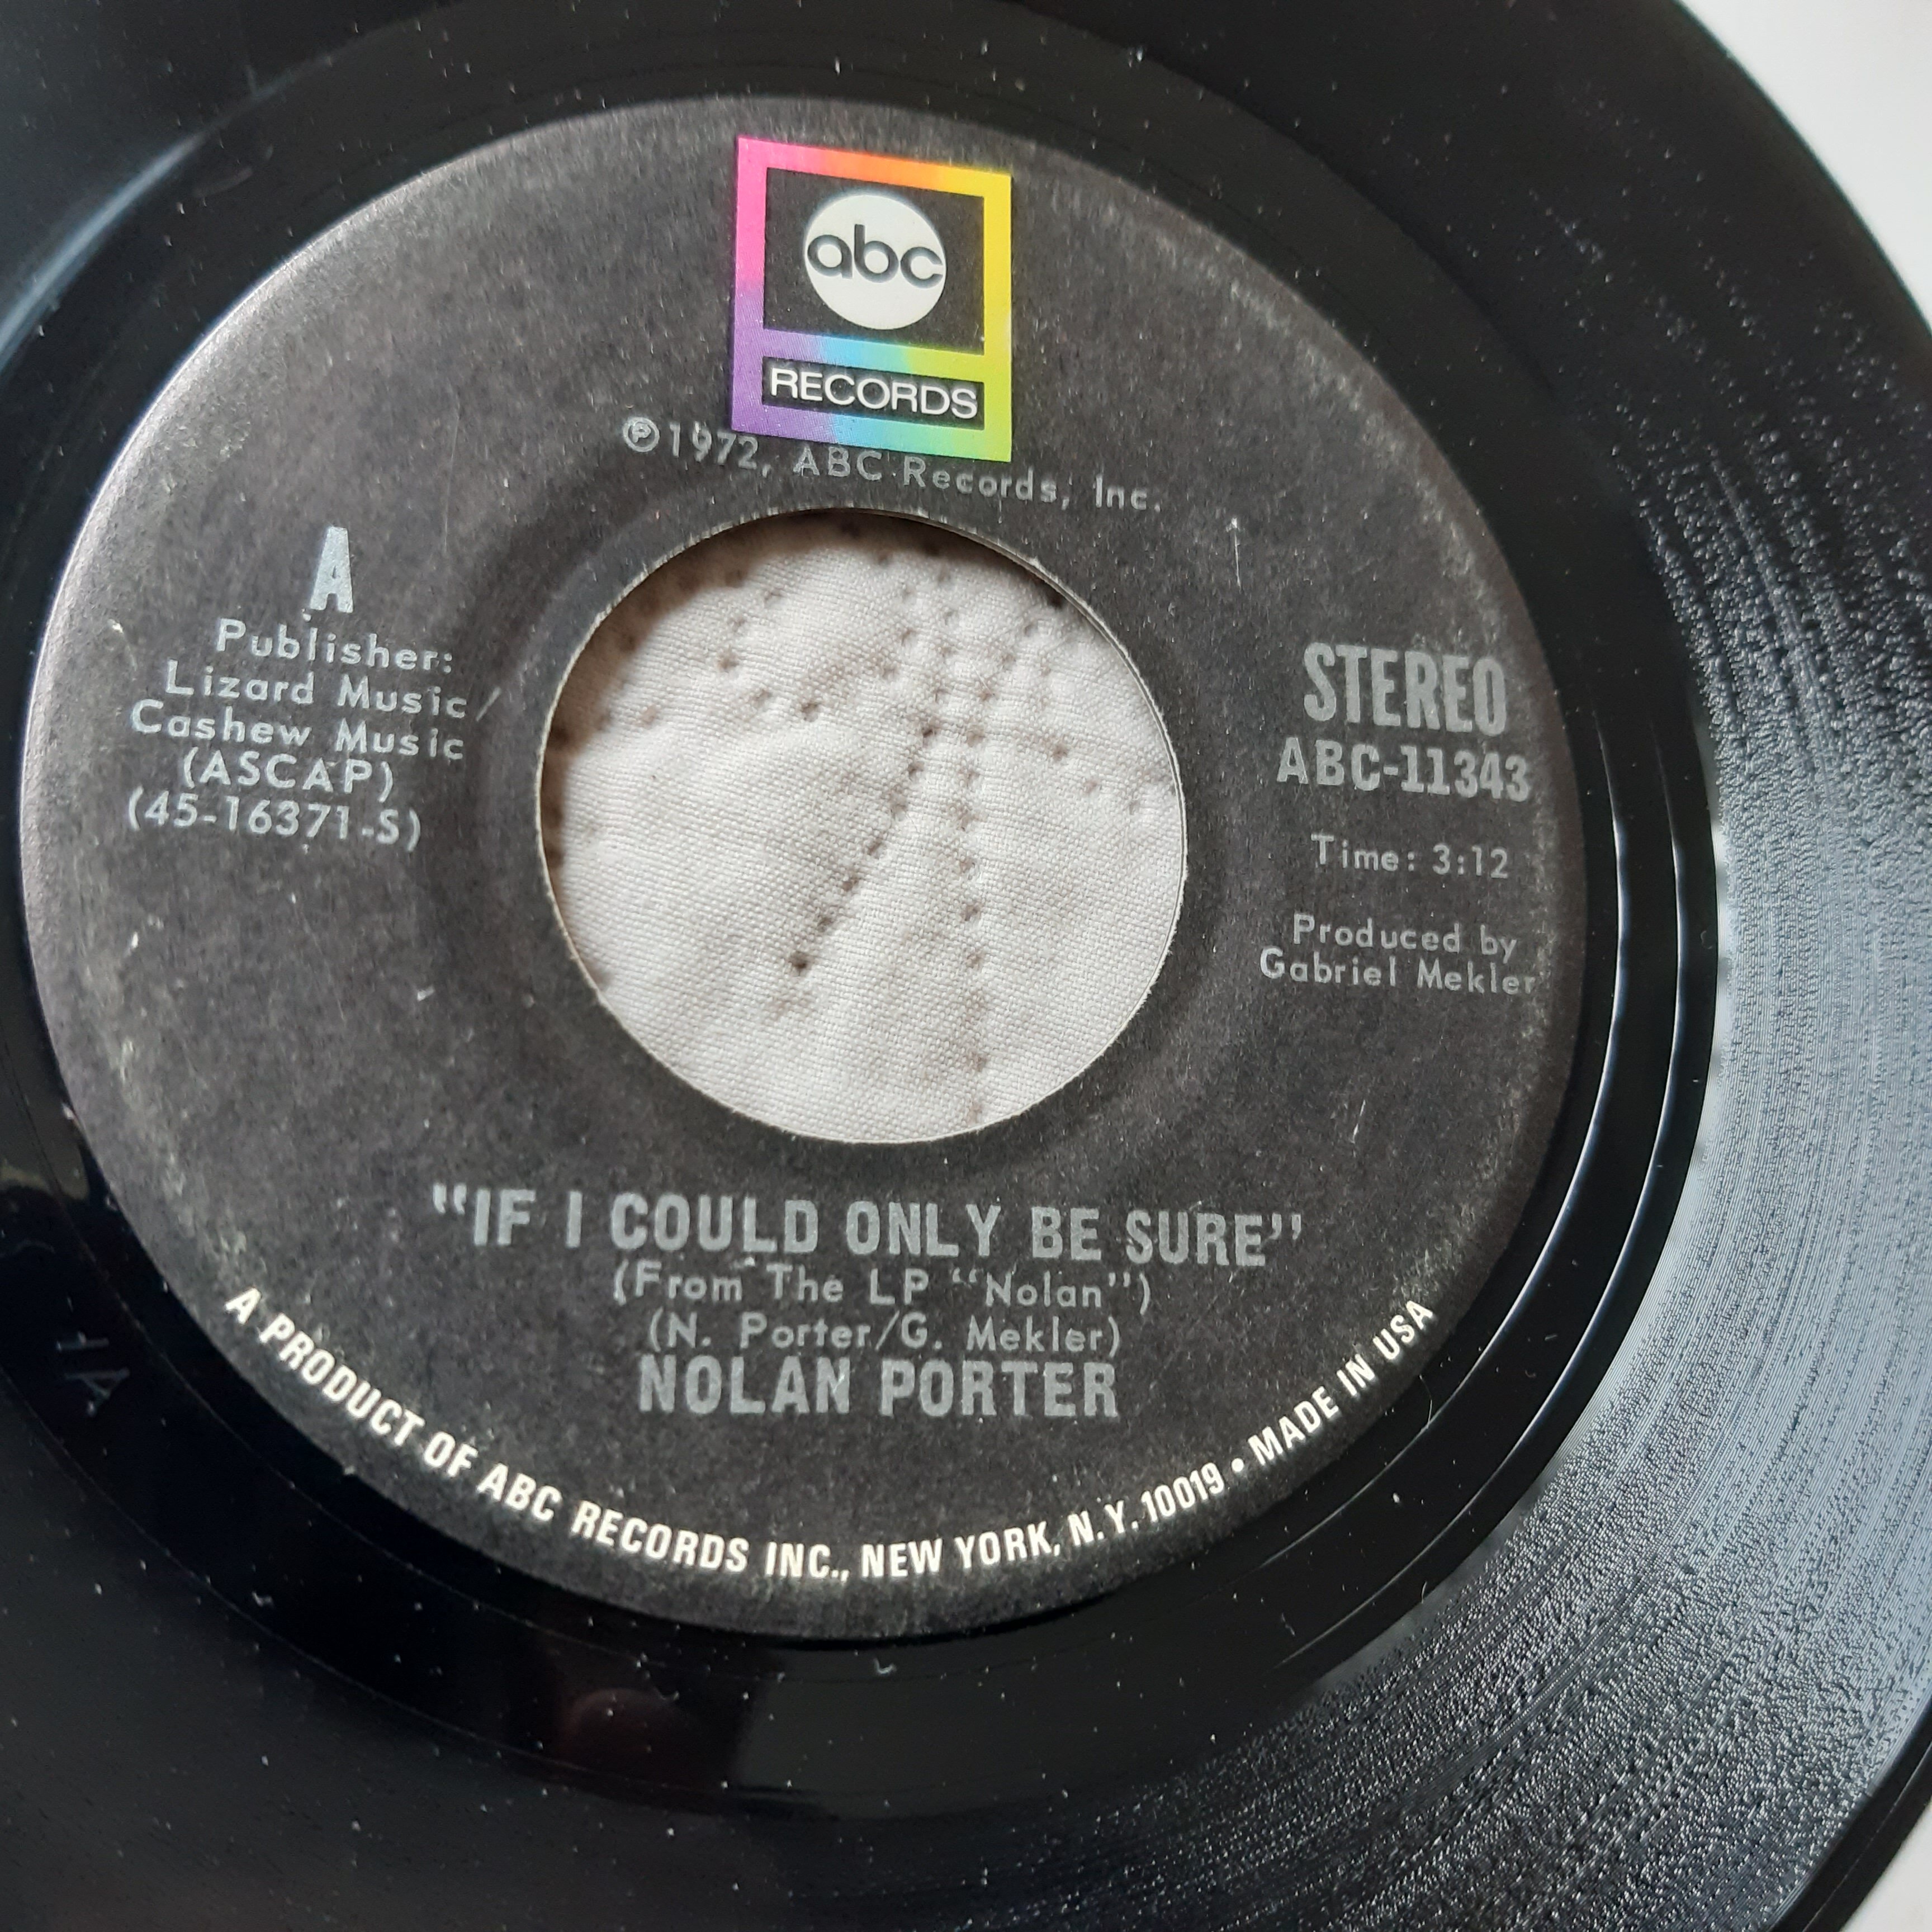 abc
RECORDS
℗1972, ABC Records, Inc.
A
Publisher:
Lizard Music
Cashew Music
(ASCAP)
(45-16371-S)
STEREO
ABC-11343
Time: 3:12
Produced by
Gabriel Mekler
"IF I COULD ONLY BE SURE"
(From The LP "Nolan")
(N. Porter/G. Mekler)
NOLAN PORTER
A PRODUCT OF ABC RECORDS INC., NEW YORK, N.Y. 10019 • MADE IN USA